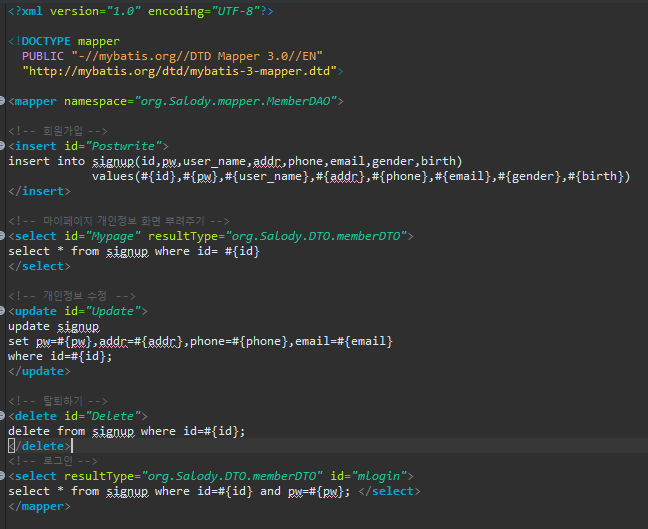 <?xml version="1.0" encoding="UTF-8"?>
<!DOCTYPE mapper
PUBLIC "-//mybatis.org//DTD Mapper 3.0//EN"
"http://mybatis.org/dtd/mybatis-3-mapper.dtd">
<mapper namespace="org.Salody.mapper.MemberDAO">
<!-- 회원가입 -->
<insert id="Postwrite">
insert into signup(id,pw,user_name,addr,phone,email,gender,birth)
values(#{id},#{pw},#{user_name},#{addr},#{phone},#{email},#{gender},#{birth})
</insert>
<!-- 마이페이지 개인정보 화면 뿌려주기 -->
<select id="Mypage" resultType="org.Salody.DTO.memberDTO">
select * from signup where id= #{id}
</select>
<!-- 개인정보 수정 -->
<update id="Update">
update signup
set pw=#{pw},addr=#{addr},phone=#{phone},email=#{email}
where id=#{id};
</update>
<!-- 탈퇴하기 -->
<delete id="Delete">
delete from signup where id=#{id};
</delete>
<!-- 로그인 -->
<select resultType="org.Salody.DTO.memberDTO" id="mlogin">
select * from signup where id=#{id} and pw=#{pw}; </select>
</mapper>